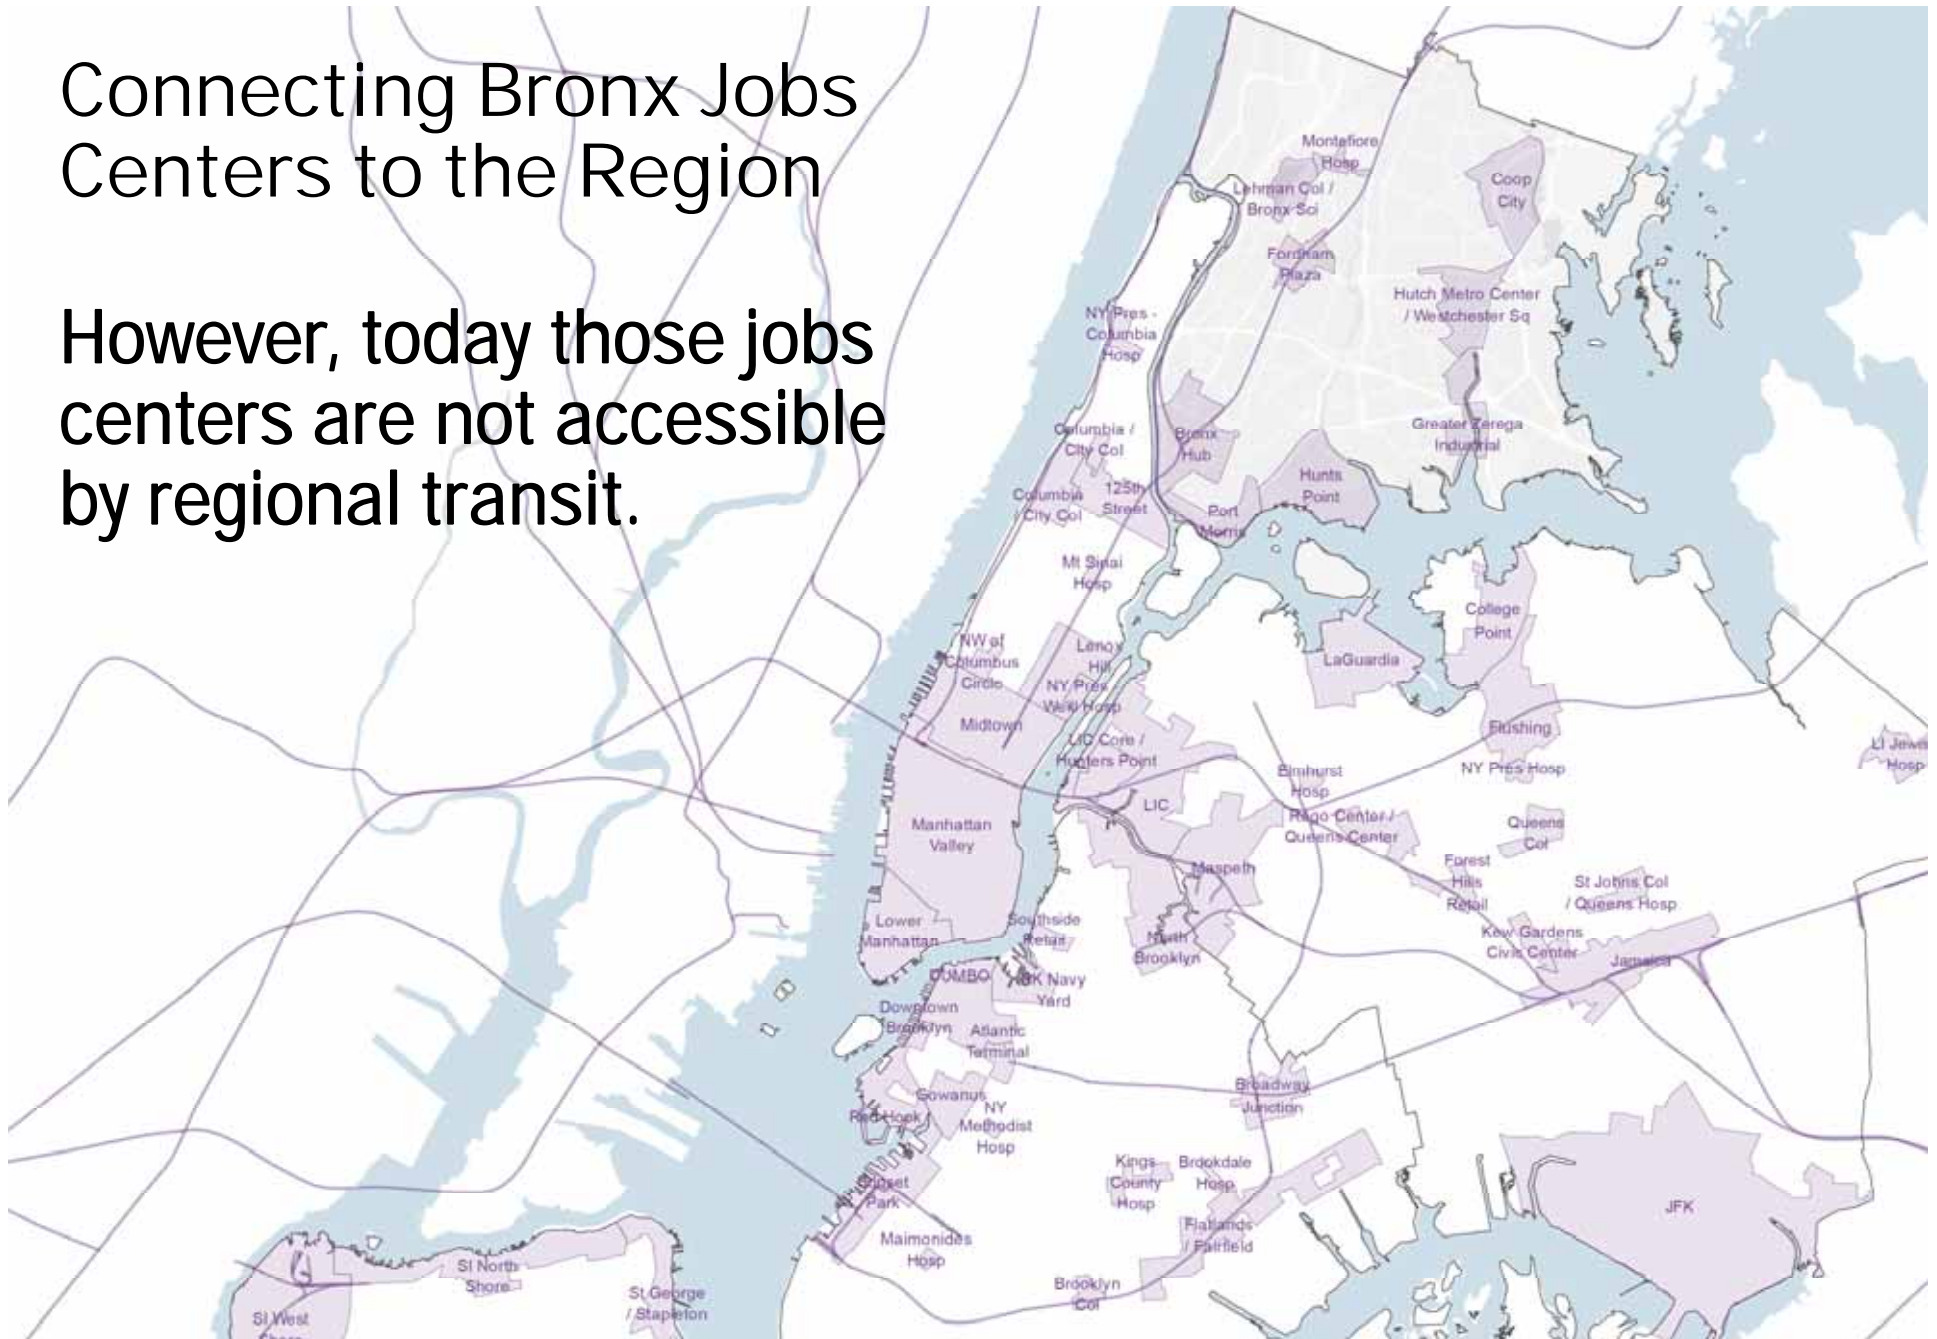 Connecting Bronx Jobs
Centers to the Region
However, today those jobs
centers are not accessible
by regional transit.
Montefiore
Hosp
Lehman Col /
Bronx Sci
Coop
City
Fordham
Plaza
Hutch Metro Center
/ Westchester Sq
NY Pres -
Columbia
Hosp
Greater Zerega
Industrial
Columbia /
City Col
Bronx
Hub
Hunts
Point
Columbia
/ City Col
125th
Street
Port
Morris
Mt Sinai
Hosp
College
Point
NW of
Columbus
Circle
Lenox
Hill
LaGuardia
NY Pres
Weill Hosp
Midtown
Flushing
LIC Core /
Hunters Point
LI Jewi
Hosp
NY Pres Hosp
Elmhurst
Hosp
LIC
Rego Center /
Queens Center
Manhattan
Valley
Queens
Col
Maspeth
Forest
Hills
Retail
St Johns Col
/ Queens Hosp
Lower
Manhattan
Southside
Retail
North
Brooklyn
Kew Gardens
Civic Center
Jamaica
DUMBO
BK Navy
Yard
Downtown
Brooklyn
Atlantic
Terminal
Broadway
Junction
Gowanus
Red Hook /
NY
Methodist
Hosp
Kings
County
Hosp
Brookdale
Hosp
Sunset
Park
JFK
Flatlands
/ Fairfield
Maimonides
Hosp
SI North
Shore
Brooklyn
Col
St George
/ Stapleton
SI West
Shore